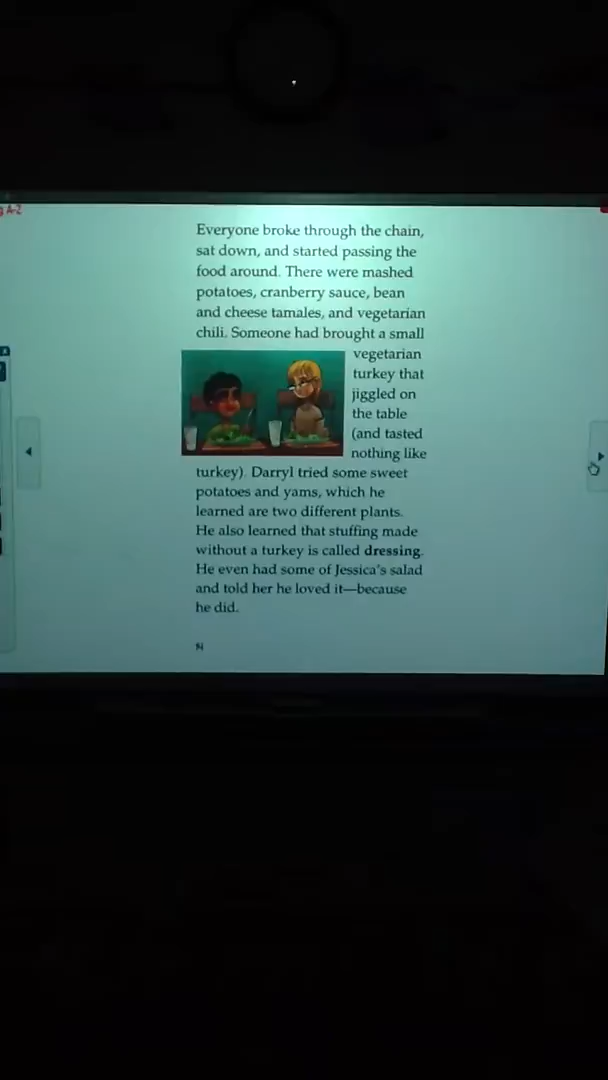 g A-Z
Everyone broke through the chain,
sat down, and started passing the
food around. There were mashed
potatoes, cranberry sauce, bean
and cheese tamales, and vegetarian
chili. Someone had brought a small
vegetarian
turkey that
jiggled on
the table
(and tasted
nothing like
turkey). Darryl tried some sweet
potatoes and yams, which he
learned are two different plants.
He also learned that stuffing made
without a turkey is called dressing.
He even had some of Jessica's salad
and told her he loved it—because
he did.